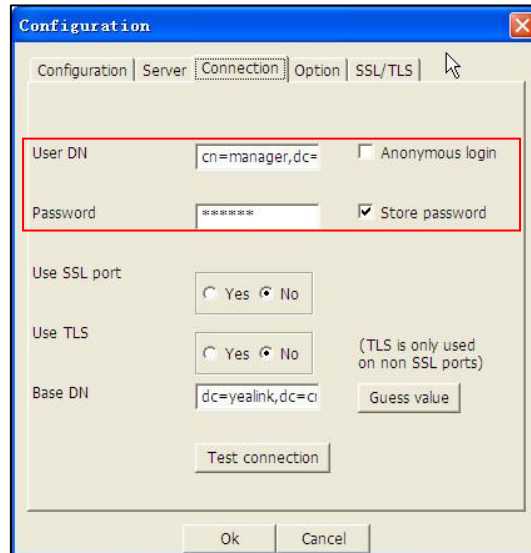 Configuration
Configuration Server Connection Option SSL/TLS
User DN cn=manager,dc= Anonymous login
Password ****** Store password
Use SSL port
Yes No
Use TLS
Yes No (TLS is only used
on non SSL ports)
Base DN dc=yealink,dc=cn Guess value
Test connection
Ok Cancel